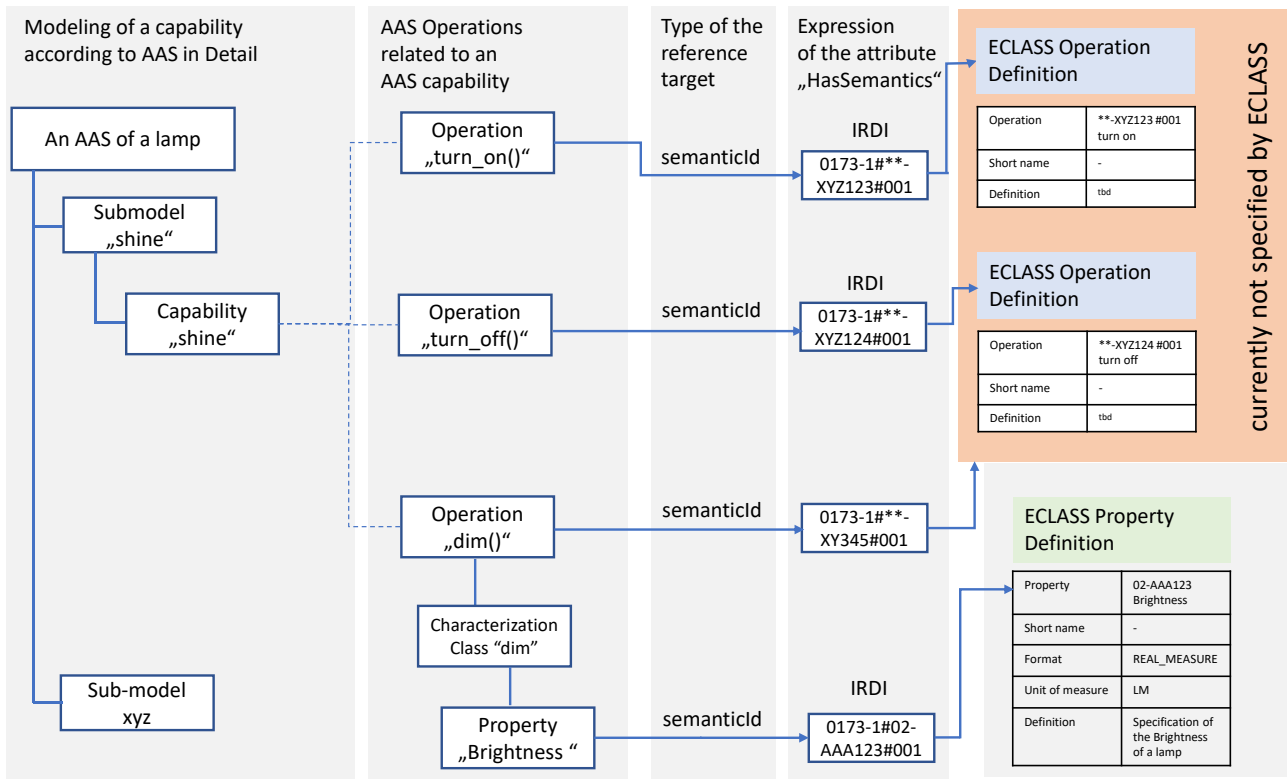 Modeling of a capability
according to AAS in Detail
An AAS of a lamp
Submodel
„shine“
Capability
„shine“
Sub-model
xyz
AAS Operations
related to an
AAS capability
Operation
„turn_on()“
Operation
„turn_off()“
Operation
„dim()“
Characterization
Class “dim”
Property
„Brightness “
Type of the
reference
target
semanticId
semanticId
semanticId
semanticId
Expression
of the attribute
„HasSemantics“
IRDI
0173-1#**-
XYZ123#001
IRDI
0173-1#**-
XYZ124#001
0173-1#**-
XY345#001
IRDI
0173-1#02-
AAA123#001
ECLASS Operation
Definition
Operation **-XYZ123 #001
turn on
Short name -
Definition tbd
ECLASS Operation
Definition
Operation **-XYZ124 #001
turn off
Short name -
Definition tbd
currently not specified by ECLASS
ECLASS Property
Definition
Property 02-AAA123
Brightness
Short name -
Format REAL_MEASURE
Unit of measure LM
Definition Specification of
the Brightness
of a lamp